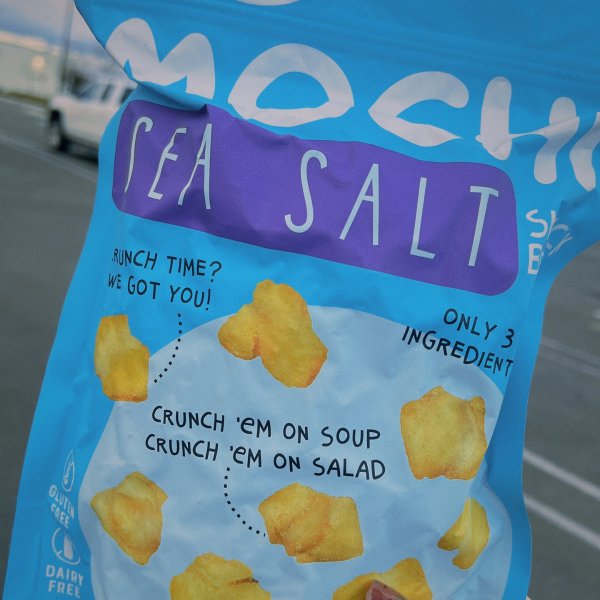 MOCHI
SEA SALT
RUNCH TIME?
WE GOT YOU!
ONLY 3
INGREDIENT
CRUNCH 'EM ON SOUP
CRUNCH 'EM ON SALAD
GLUTEN
FREE
DAIRY
FREE